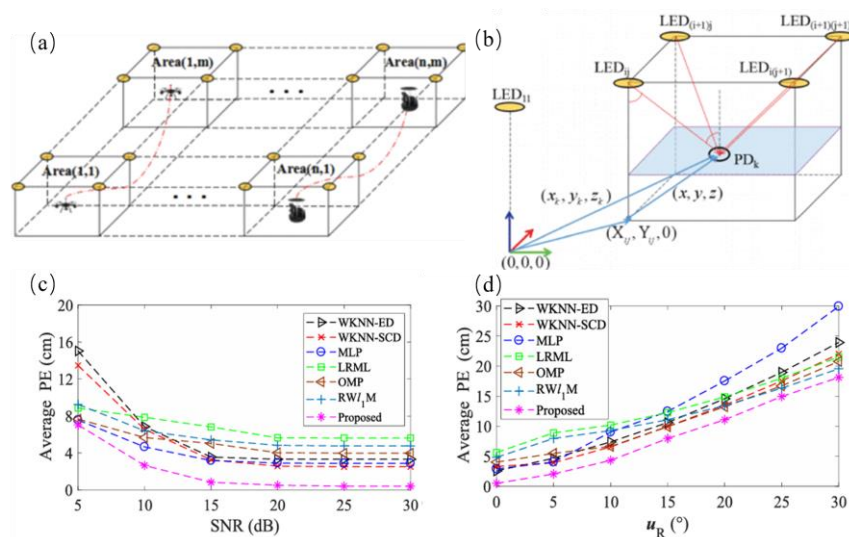 (a)
Area(1,m)
Area(n,m)
Area(1,1)
Area(n,1)
(b)
LED(i+1)j
LED(i+1)(j+1)
LEDij
LEDi(j+1)
LED11
PDk
(xk, yk, zk)
(x, y, z)
(Xij, Yij, 0)
(0, 0, 0)
(c)
Average PE (cm)
20
16
12
8
4
0
5
10
15
20
25
30
SNR (dB)
WKNN-ED
WKNN-SCD
MLP
LRML
OMP
RWl1M
Proposed
(d)
Average PE (cm)
30
25
20
15
10
5
0
0
5
10
15
20
25
30
uR (°)
WKNN-ED
WKNN-SCD
MLP
LRML
OMP
RWl1M
Proposed